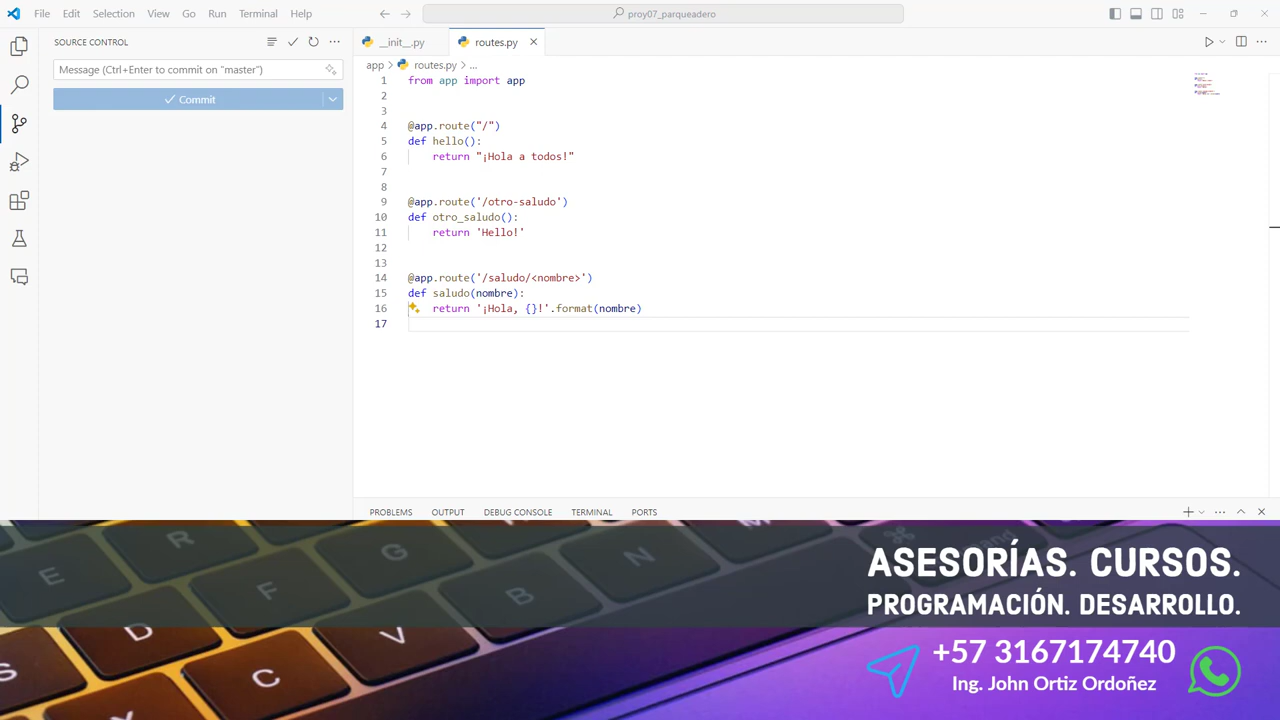 File Edit Selection View Go Run Terminal Help
proy07_parqueadero
SOURCE CONTROL
Message (Ctrl+Enter to commit on "master")
Commit
__init__.py
routes.py
app > routes.py > ...
1 from app import app
2
3
4 @app.route("/")
5 def hello():
6 return "¡Hola a todos!"
7
8
9 @app.route('/otro-saludo')
10 def otro_saludo():
11 return 'Hello!'
12
13
14 @app.route('/saludo/<nombre>')
15 def saludo(nombre):
16 return '¡Hola, {}!'.format(nombre)
17
PROBLEMS OUTPUT DEBUG CONSOLE TERMINAL PORTS
E R F G D C V B N
ASESORÍAS. CURSOS.
PROGRAMACIÓN. DESARROLLO.
+57 3167174740
Ing. John Ortiz Ordoñez